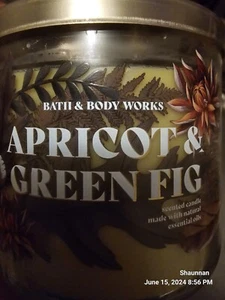 BATH & BODY WORKS
APRICOT &
GREEN FIG
scented candle
made with natural
essential oils
Shaunnan
June 15, 2024 8:56 PM